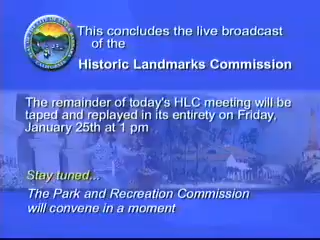 This concludes the live broadcast
of the
Historic Landmarks Commission
The remainder of today's HLC meeting will be
taped and replayed in its entirety on Friday,
January 25th at 1 pm
Stay tuned...
The Park and Recreation Commission
will convene in a moment